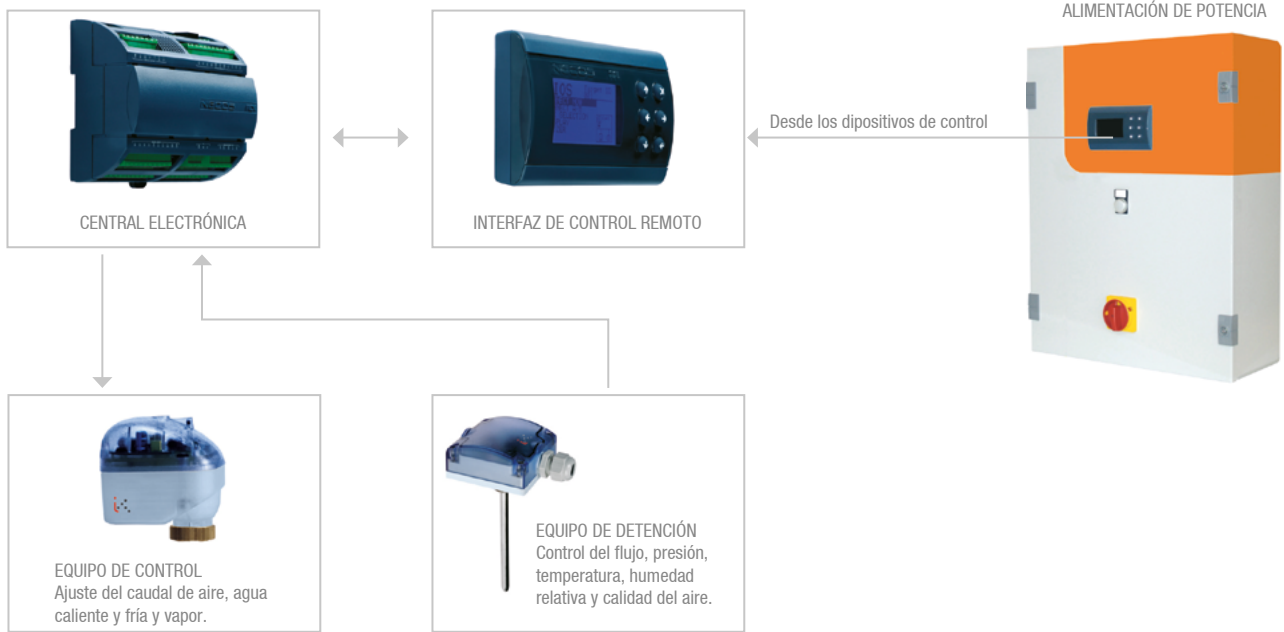 ALIMENTACIÓN DE POTENCIA
Desde los dipositivos de control
CENTRAL ELECTRÓNICA
INTERFAZ DE CONTROL REMOTO
EQUIPO DE CONTROL
Ajuste del caudal de aire, agua
caliente y fría y vapor.
EQUIPO DE DETENCIÓN
Control del flujo, presión,
temperatura, humedad
relativa y calidad del aire.